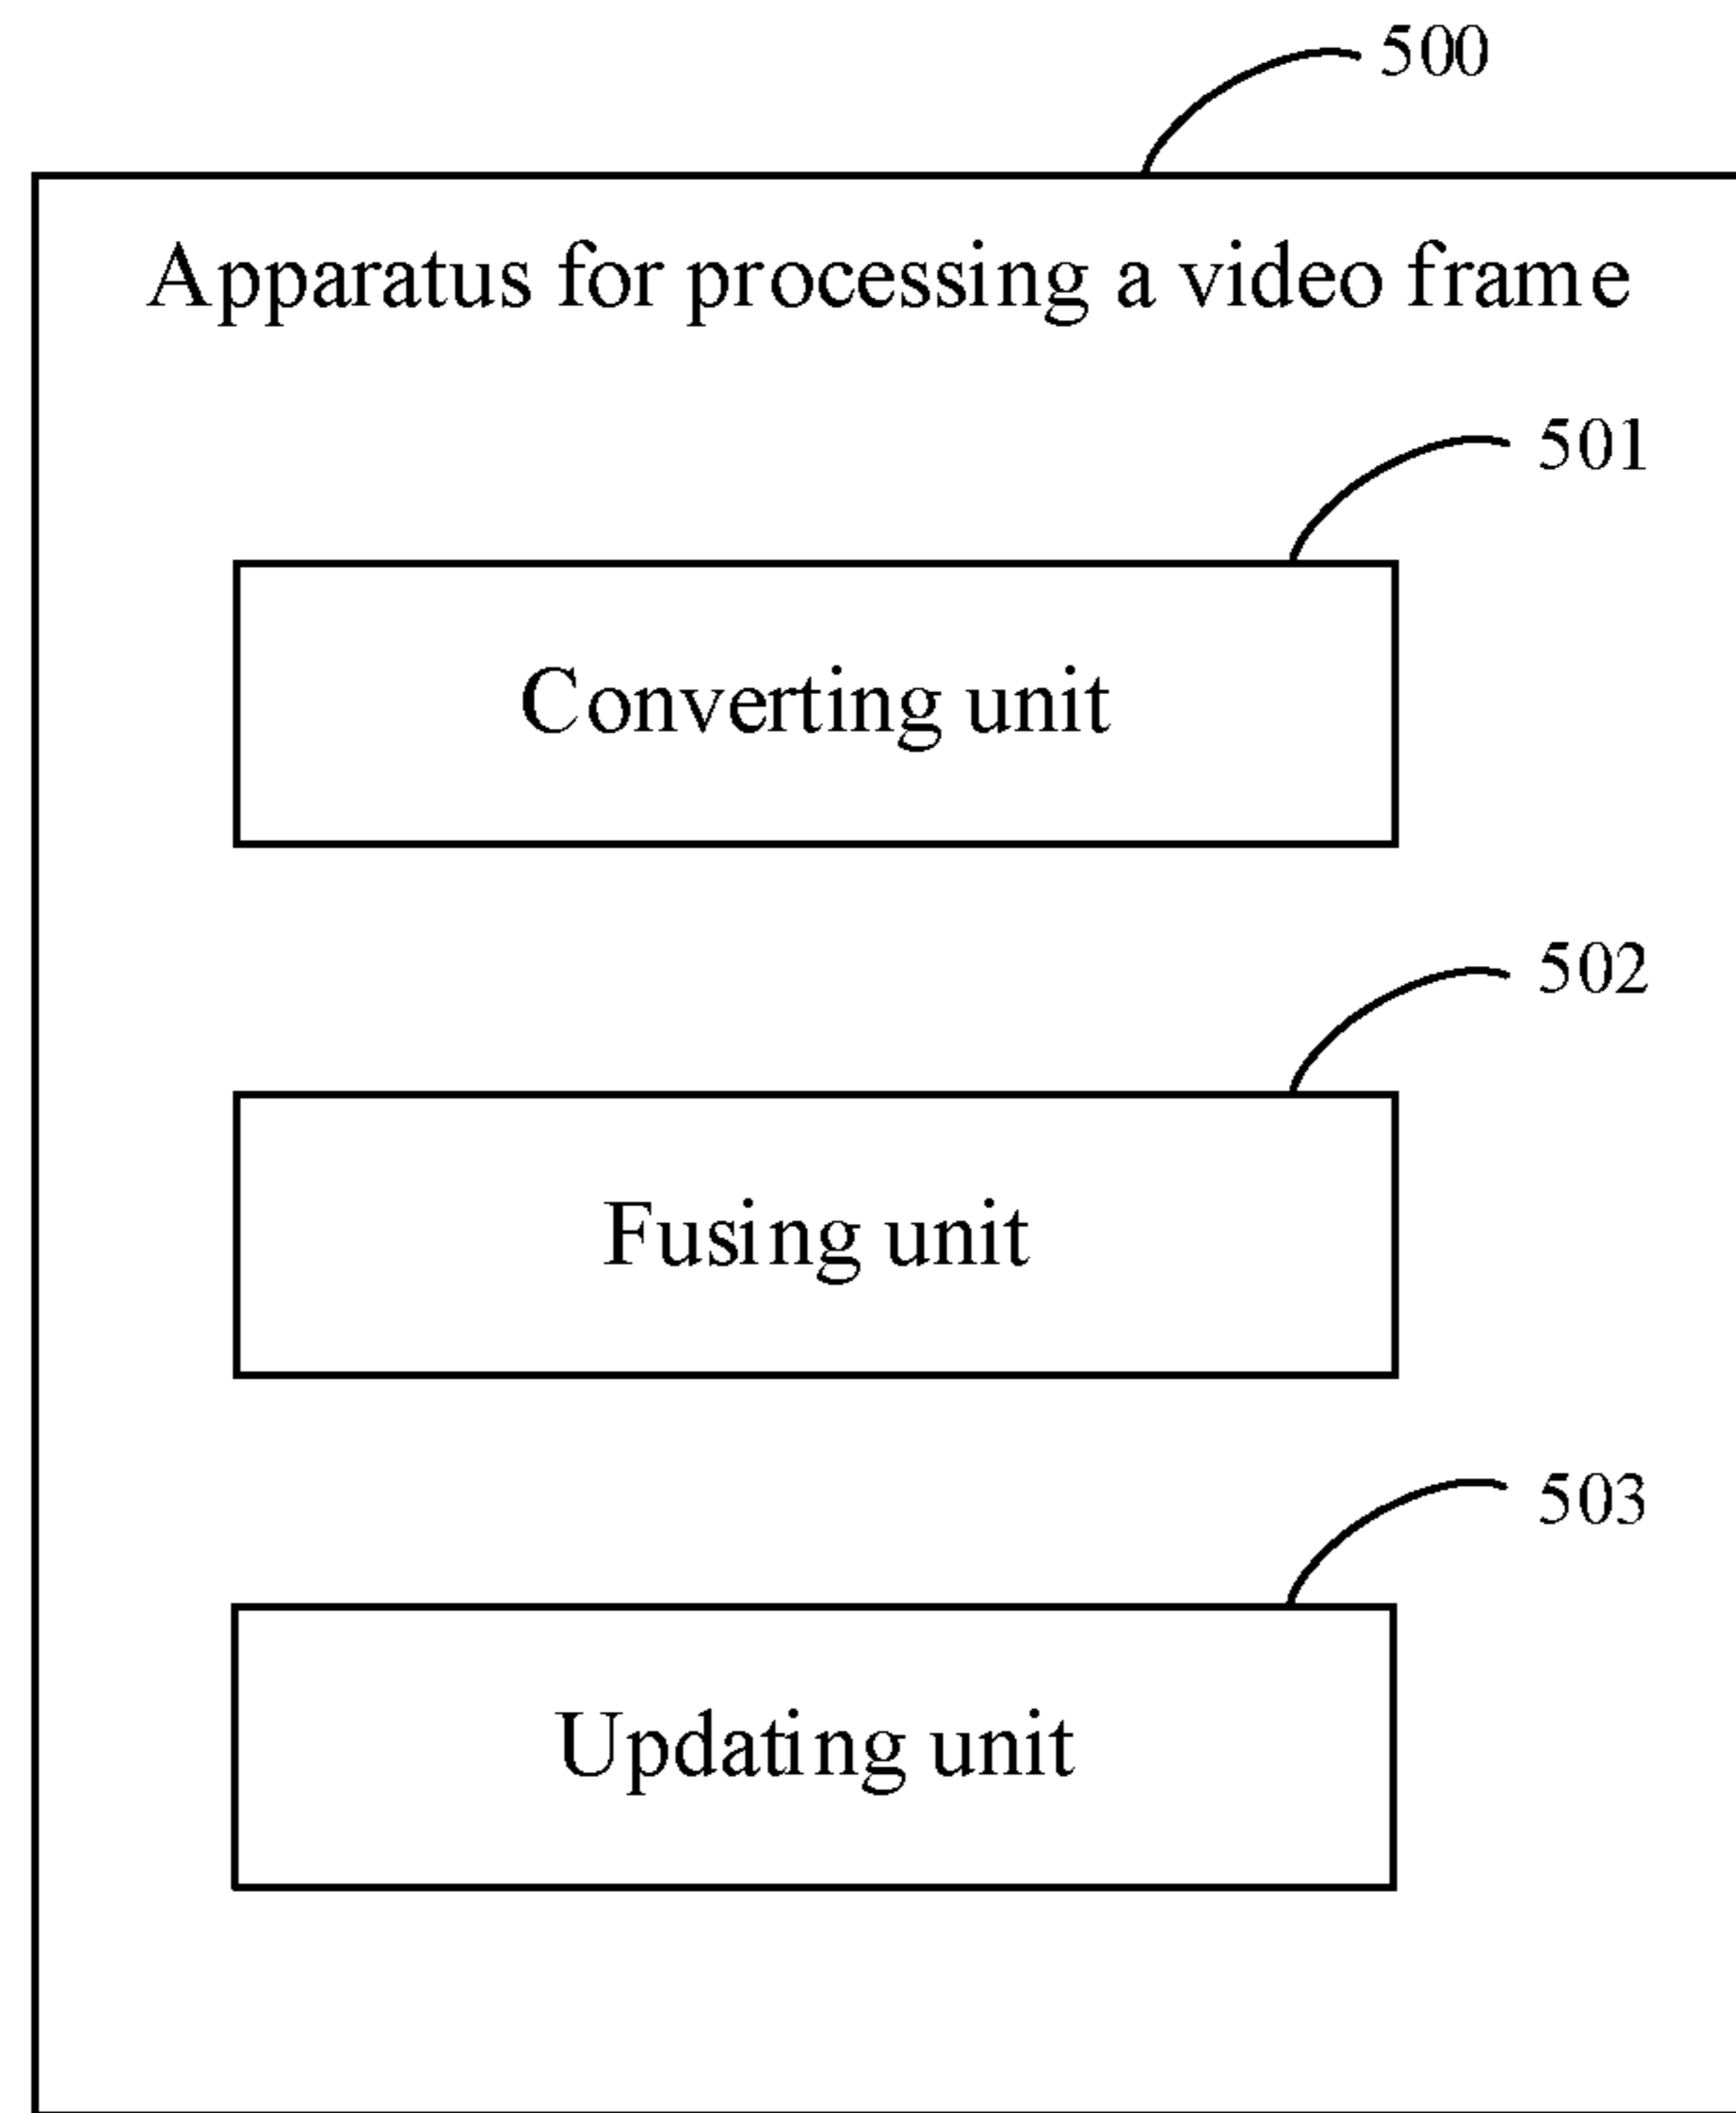 500
Apparatus for processing a video frame
501
Converting unit
502
Fusing unit
503
Updating unit